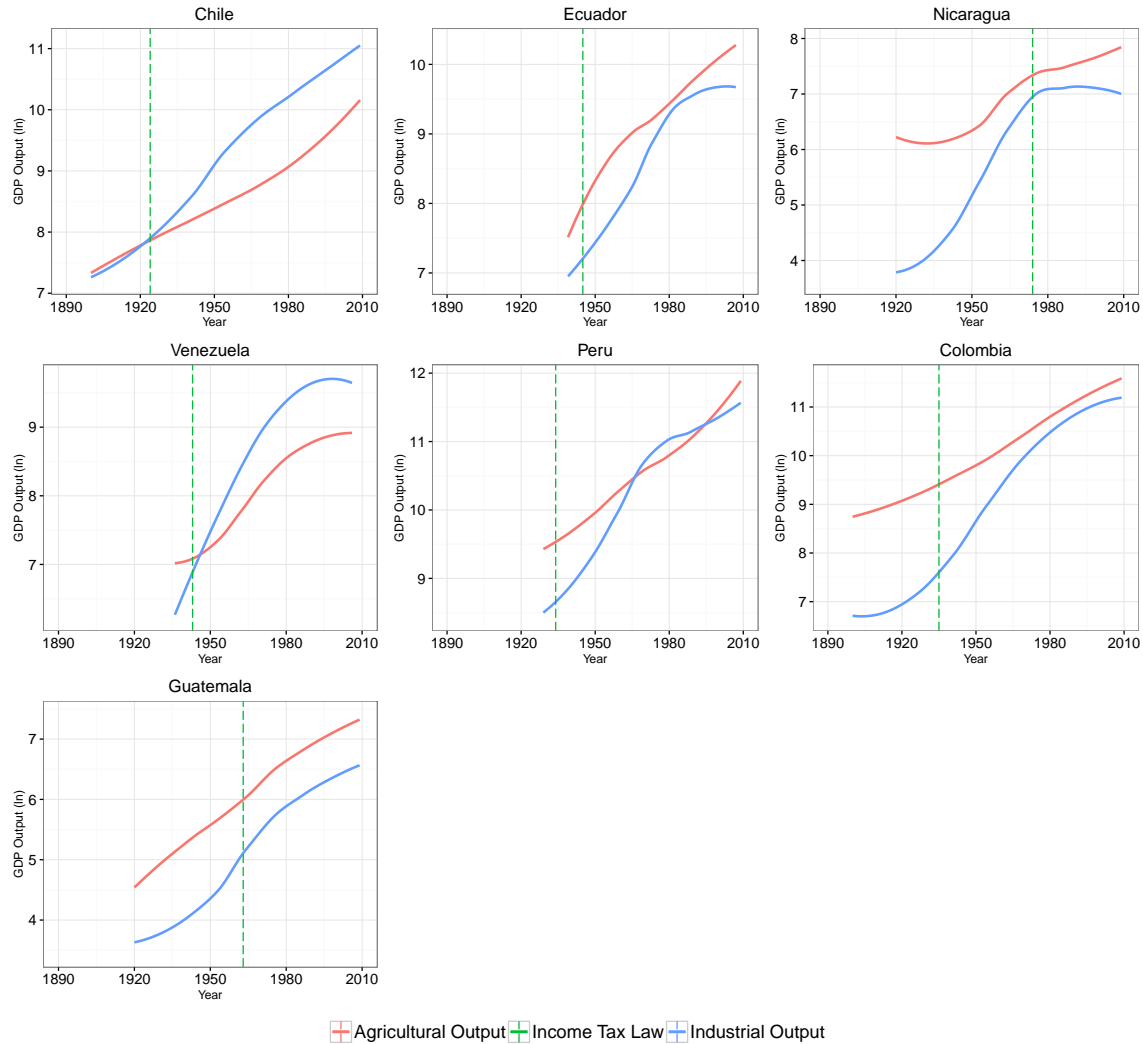 Chile
Ecuador
Nicaragua
GDP Output (ln)
11
10
9
8
7
1890 1920 1950 1980 2010
Year
GDP Output (ln)
10
9
8
7
1890 1920 1950 1980 2010
Year
GDP Output (ln)
8
7
6
5
4
1890 1920 1950 1980 2010
Year
Venezuela
Peru
Colombia
GDP Output (ln)
9
8
7
1890 1920 1950 1980 2010
Year
GDP Output (ln)
12
11
10
9
1890 1920 1950 1980 2010
Year
GDP Output (ln)
11
10
9
8
7
1890 1920 1950 1980 2010
Year
Guatemala
GDP Output (ln)
7
6
5
4
1890 1920 1950 1980 2010
Year
Agricultural Output Income Tax Law Industrial Output